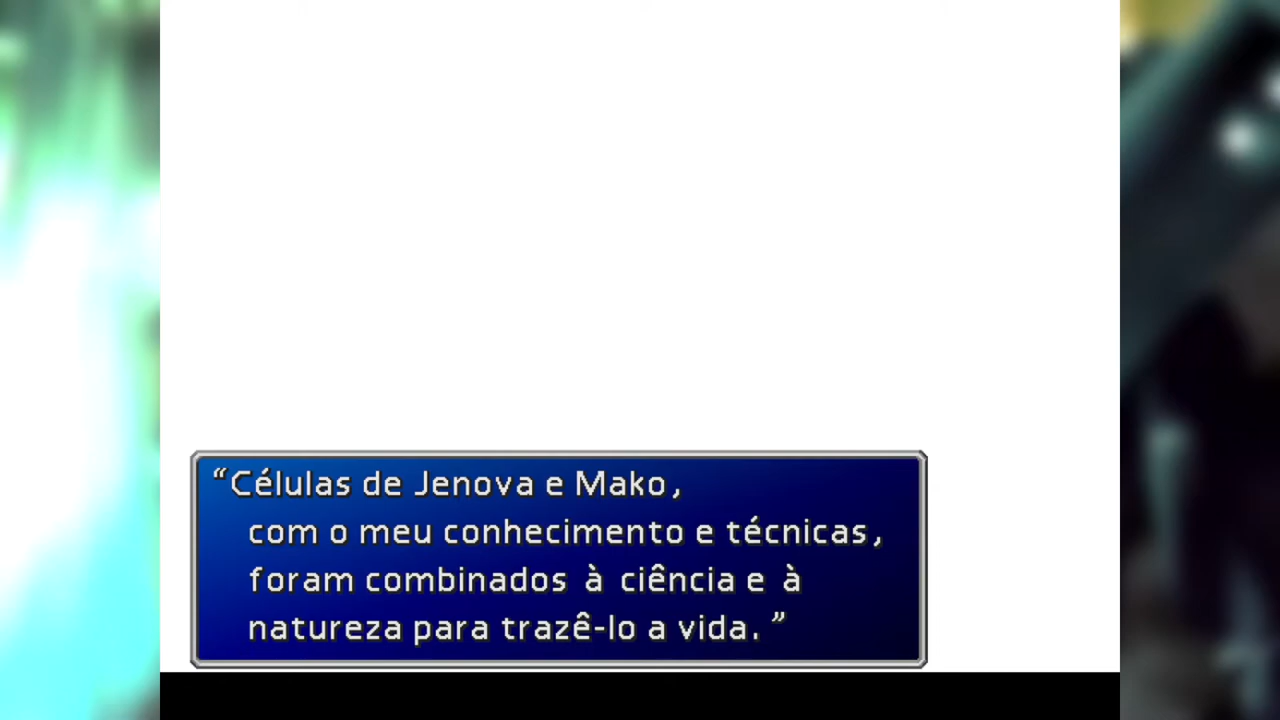 “Células de Jenova e Mako,
com o meu conhecimento e técnicas,
foram combinados à ciência e à
natureza para trazê-lo a vida.”